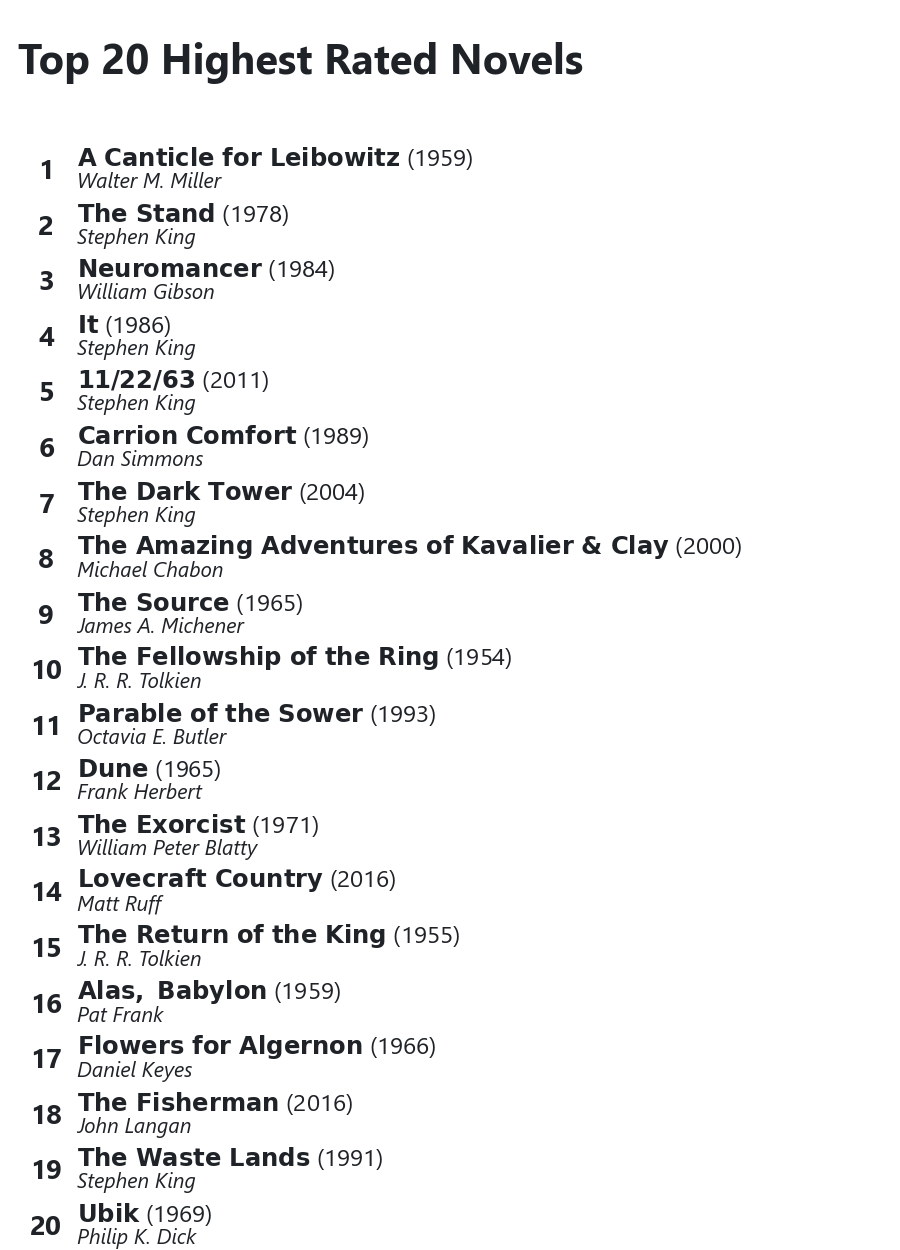 Top 20 Highest Rated Novels
1
A Canticle for Leibowitz (1959)
Walter M. Miller
2
The Stand (1978)
Stephen King
3
Neuromancer (1984)
William Gibson
4
It (1986)
Stephen King
5
11/22/63 (2011)
Stephen King
6
Carrion Comfort (1989)
Dan Simmons
7
The Dark Tower (2004)
Stephen King
8
The Amazing Adventures of Kavalier & Clay (2000)
Michael Chabon
9
The Source (1965)
James A. Michener
10
The Fellowship of the Ring (1954)
J. R. R. Tolkien
11
Parable of the Sower (1993)
Octavia E. Butler
12
Dune (1965)
Frank Herbert
13
The Exorcist (1971)
William Peter Blatty
14
Lovecraft Country (2016)
Matt Ruff
15
The Return of the King (1955)
J. R. R. Tolkien
16
Alas, Babylon (1959)
Pat Frank
17
Flowers for Algernon (1966)
Daniel Keyes
18
The Fisherman (2016)
John Langan
19
The Waste Lands (1991)
Stephen King
20
Ubik (1969)
Philip K. Dick